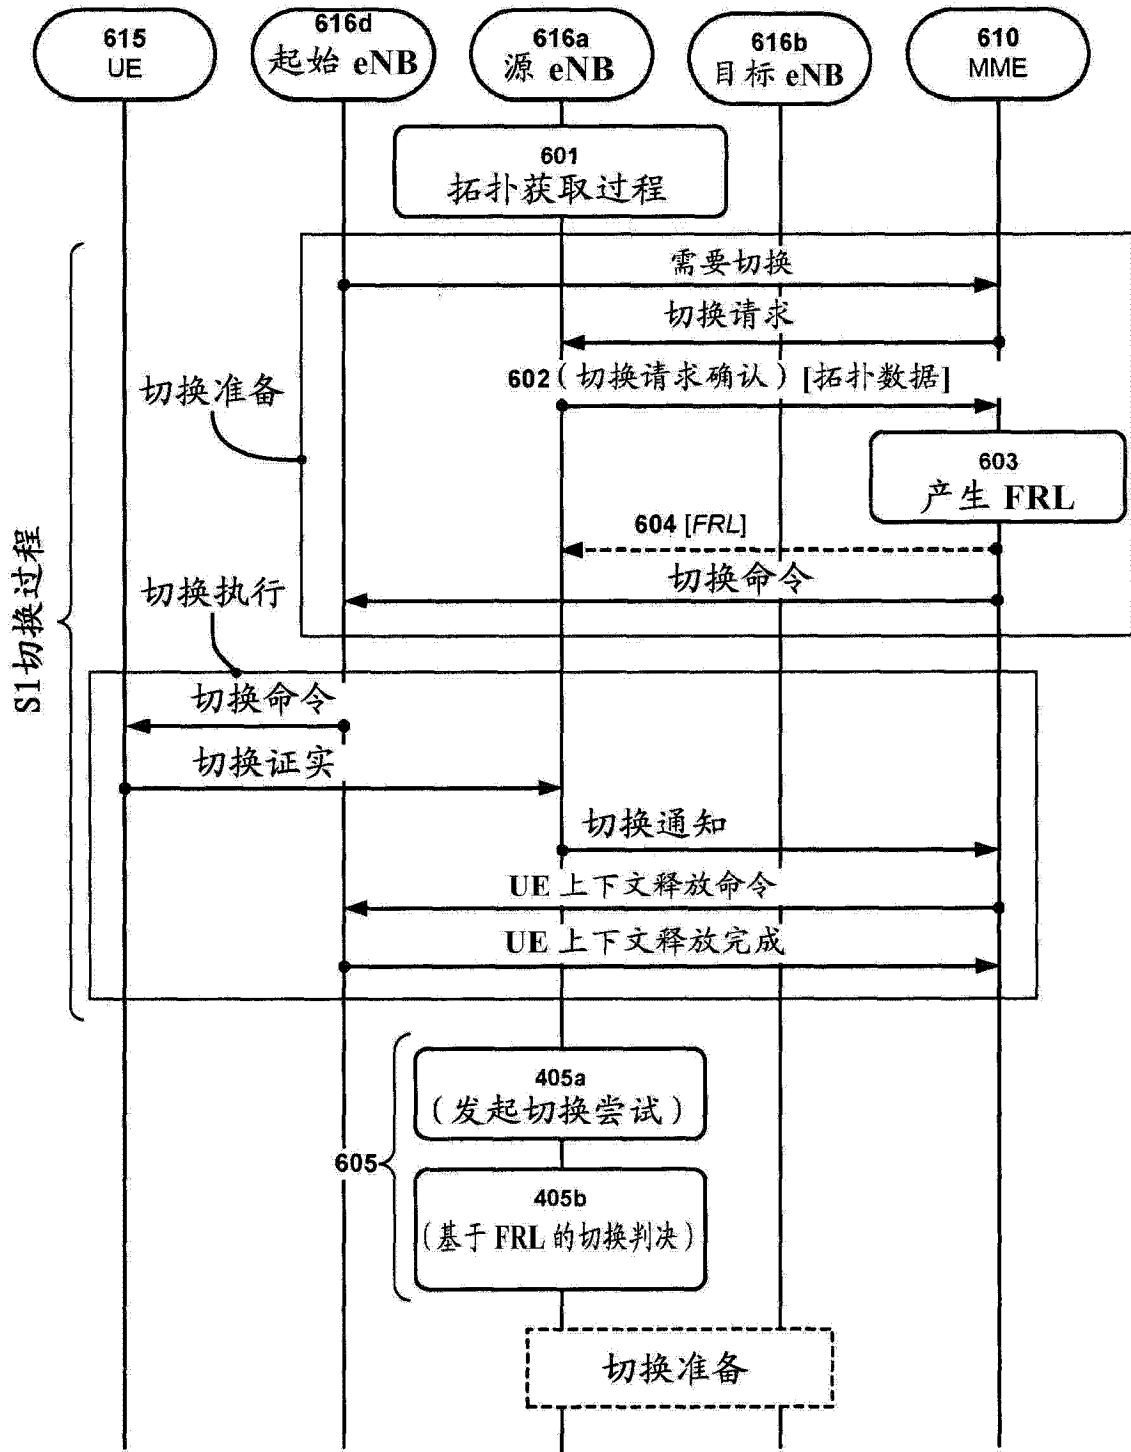 615
UE
616d
起始 eNB
616a
源 eNB
616b
目标 eNB
610
MME
601
拓扑获取过程
需要切换
切换请求
602（切换请求确认）[拓扑数据]
切换准备
603
产生 FRL
604 [FRL]
切换命令
切换执行
S1切换过程
切换命令
切换证实
切换通知
UE 上下文释放命令
UE 上下文释放完成
405a
（发起切换尝试）
605
405b
（基于 FRL 的切换判决）
切换准备